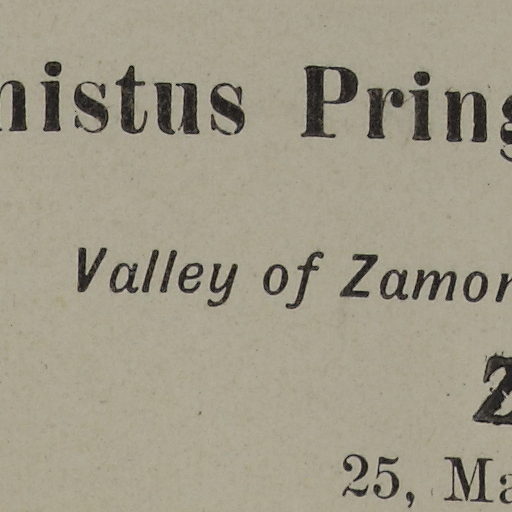 nistus Pring
Valley of Zamor
Z
25, Ma